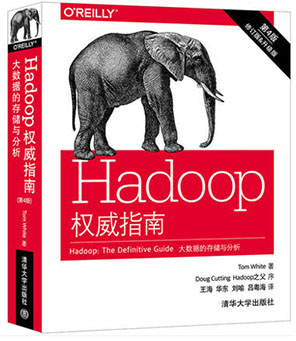 O'REILLY®
第4版
修订版&升级版
Hadoop
权威指南
Hadoop: The Definitive Guide 大数据的存储与分析
Tom White 著
Doug Cutting Hadoop之父 序
王海 华东 刘喻 吕粤海 译
清华大学出版社
O'REILLY®
Hadoop权威指南
(第4版)
大数据的存储与分析
Tom White 著
清华大学出版社